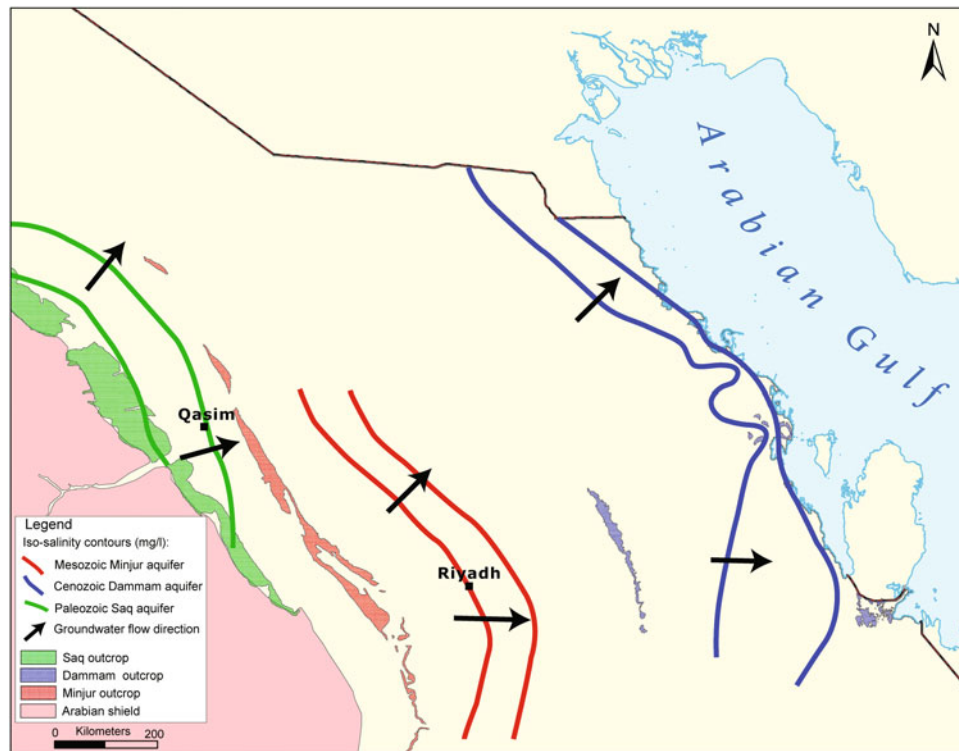 N
Arabian Gulf
Qasim
Riyadh
Legend
Iso-salinity contours (mg/l):
Mesozoic Minjur aquifer
Cenozoic Dammam aquifer
Paleozoic Saq aquifer
Groundwater flow direction
Saq outcrop
Dammam outcrop
Minjur outcrop
Arabian shield
0 Kilometers 200